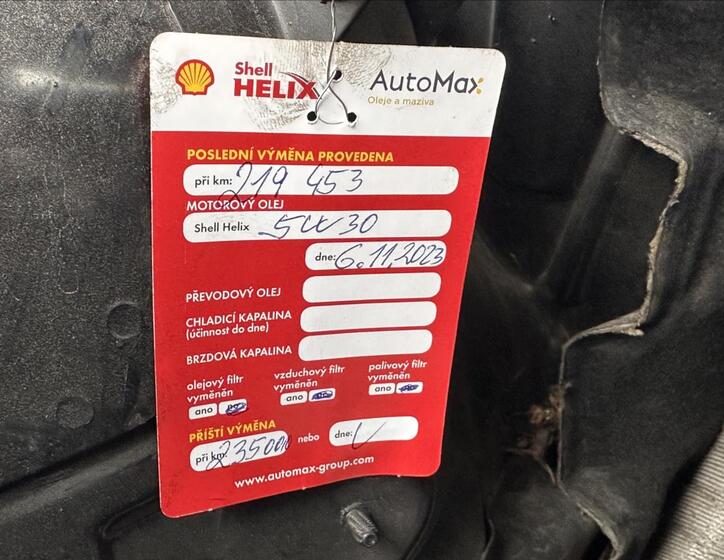 Shell
HELIX
AutoMax
Oleje a maziva
POSLEDNÍ VÝMĚNA PROVEDENA
při km: 219 453
MOTOROVÝ OLEJ
Shell Helix 5W30
dne: 6.11.2023
PŘEVODOVÝ OLEJ
CHLADICÍ KAPALINA
(účinnost do dne)
BRZDOVÁ KAPALINA
olejový filtr vyměněn
ano
vzduchový filtr vyměněn
ano
palivový filtr vyměněn
ano
PŘÍŠTÍ VÝMĚNA
při km: 235000 nebo dne:
www.automax-group.com